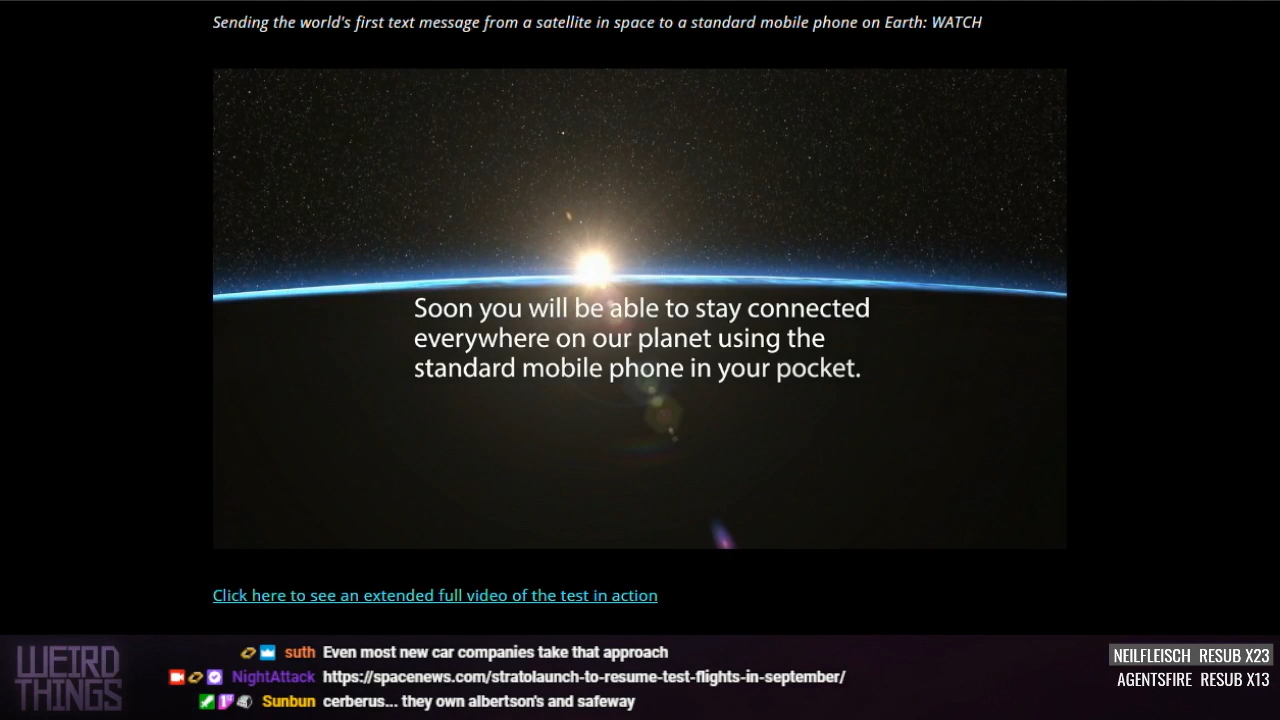 Sending the world's first text message from a satellite in space to a standard mobile phone on Earth: WATCH
Soon you will be able to stay connected
everywhere on our planet using the
standard mobile phone in your pocket.
Click here to see an extended full video of the test in action
WEIRD
THINGS
suth Even most new car companies take that approach
NightAttack https://spacenews.com/stratolaunch-to-resume-test-flights-in-september/
Sunbun cerberus... they own albertson's and safeway
NEILFLEISCH RESUB X23
AGENTSFIRE RESUB X13